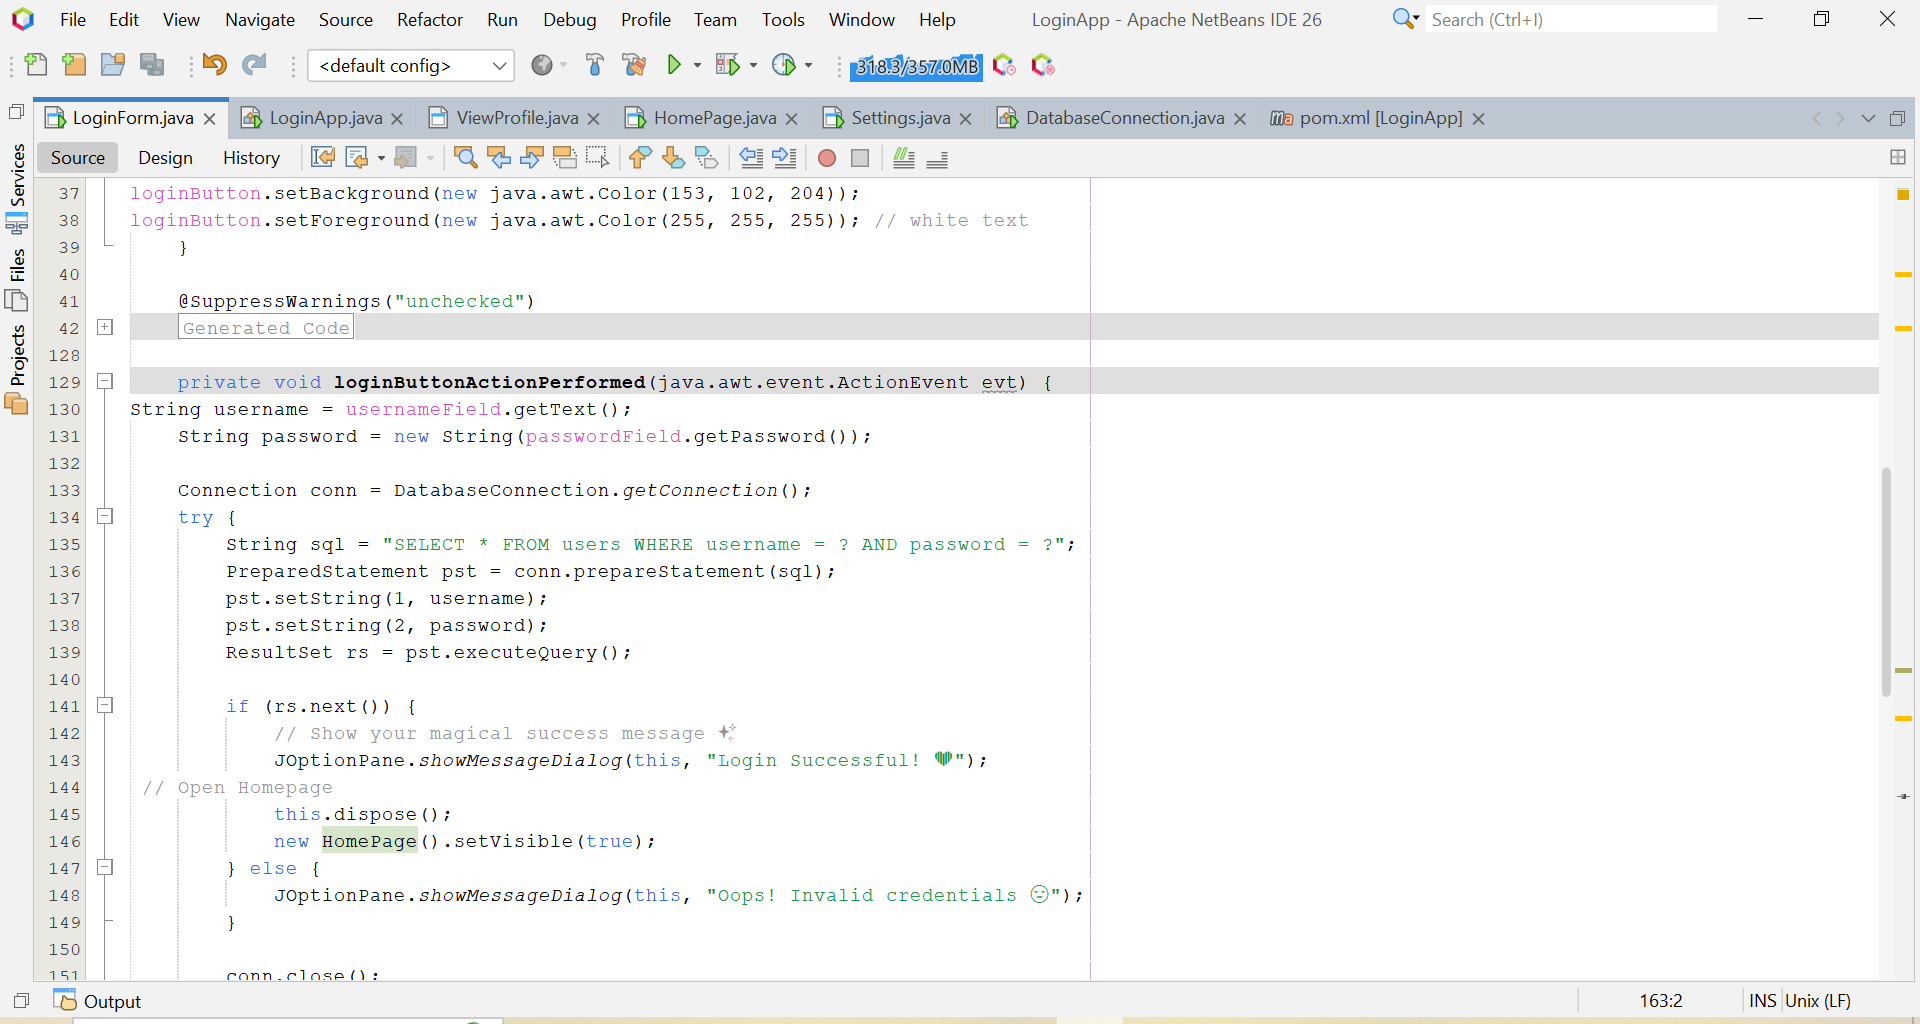 File Edit View Navigate Source Refactor Run Debug Profile Team Tools Window Help LoginApp - Apache NetBeans IDE 26 Search (Ctrl+I)
<default config> 318.3/357.0MB
LoginForm.java LoginApp.java ViewProfile.java HomePage.java Settings.java DatabaseConnection.java pom.xml [LoginApp]
Source Design History
Services
Files
Projects
37 loginButton.setBackground(new java.awt.Color(153, 102, 204));
38 loginButton.setForeground(new java.awt.Color(255, 255, 255)); // white text
39 }
40
41 @SuppressWarnings("unchecked")
42 Generated Code
128
129 private void loginButtonActionPerformed(java.awt.event.ActionEvent evt) {
130 String username = usernameField.getText();
131 String password = new String(passwordField.getPassword());
132
133 Connection conn = DatabaseConnection.getConnection();
134 try {
135 String sql = "SELECT * FROM users WHERE username = ? AND password = ?";
136 PreparedStatement pst = conn.prepareStatement(sql);
137 pst.setString(1, username);
138 pst.setString(2, password);
139 ResultSet rs = pst.executeQuery();
140
141 if (rs.next()) {
142 // Show your magical success message ✨
143 JOptionPane.showMessageDialog(this, "Login Successful! 💜");
144 // Open Homepage
145 this.dispose();
146 new HomePage().setVisible(true);
147 } else {
148 JOptionPane.showMessageDialog(this, "Oops! Invalid credentials 😔");
149 }
150
151 conn.close();
Output 163:2 INS Unix (LF)